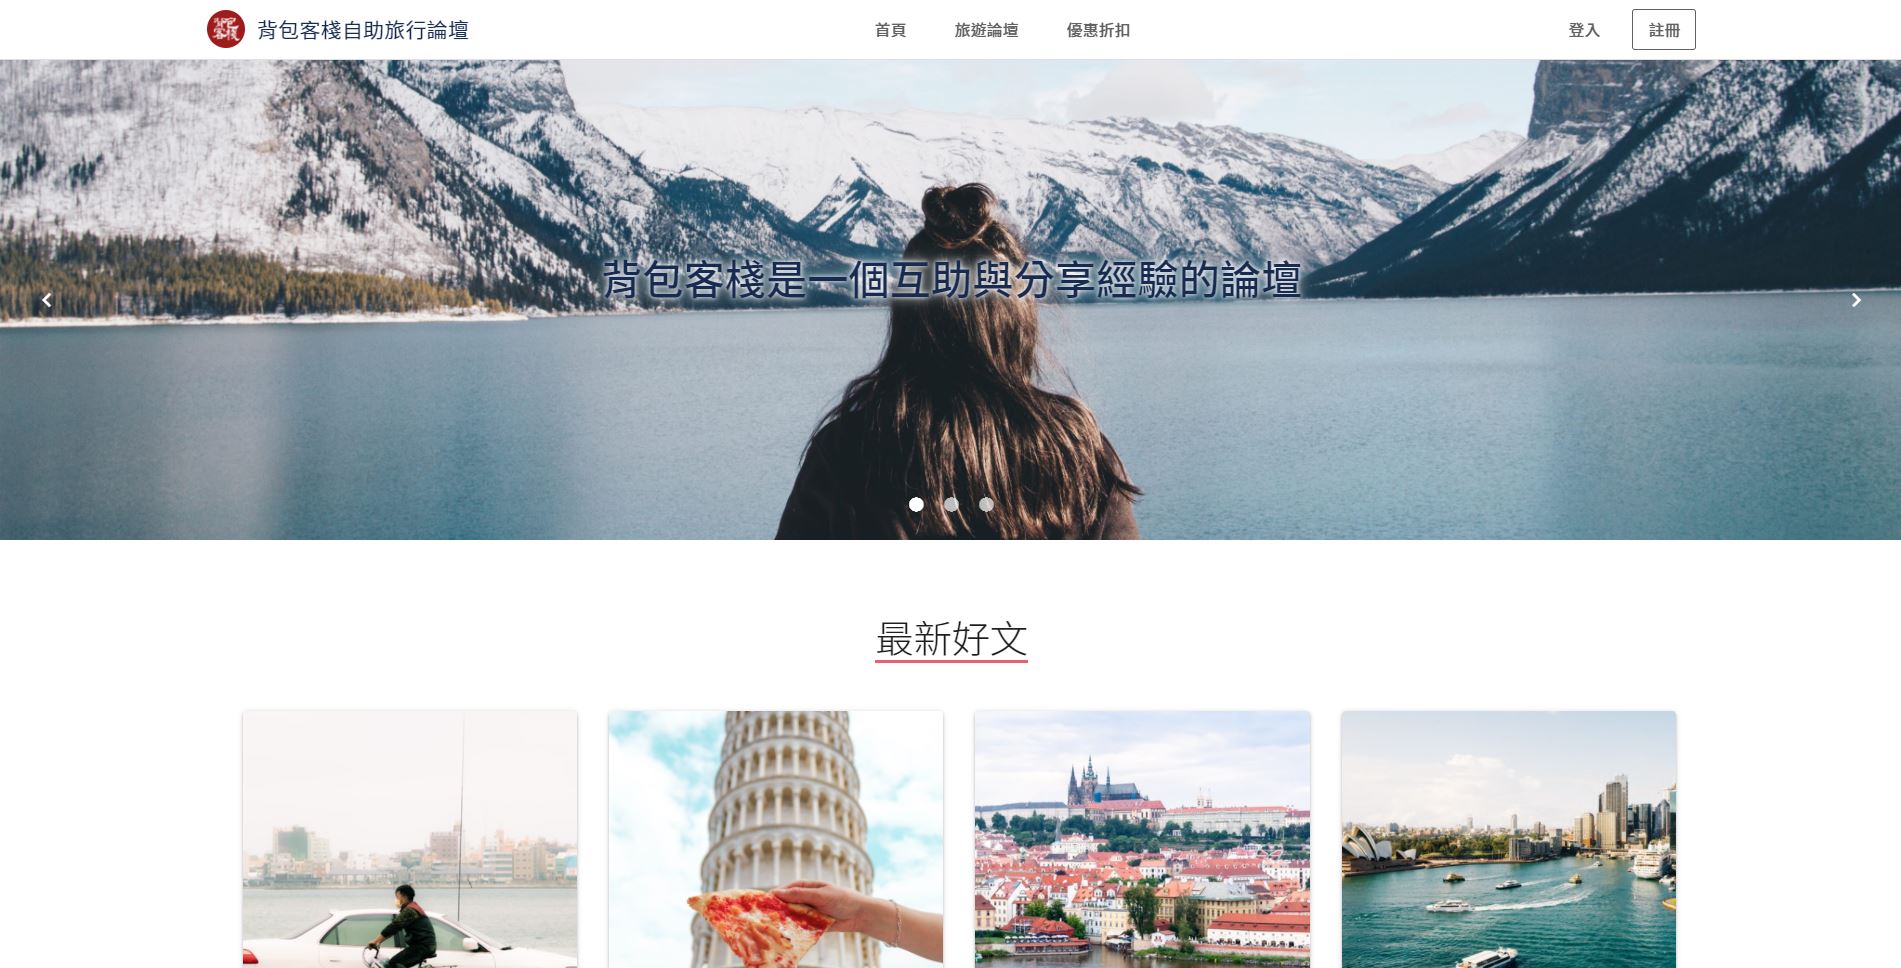 背包客棧自助旅行論壇
首頁 旅遊論壇 優惠折扣
登入 註冊
背包客棧是一個互助與分享經驗的論壇
最新好文